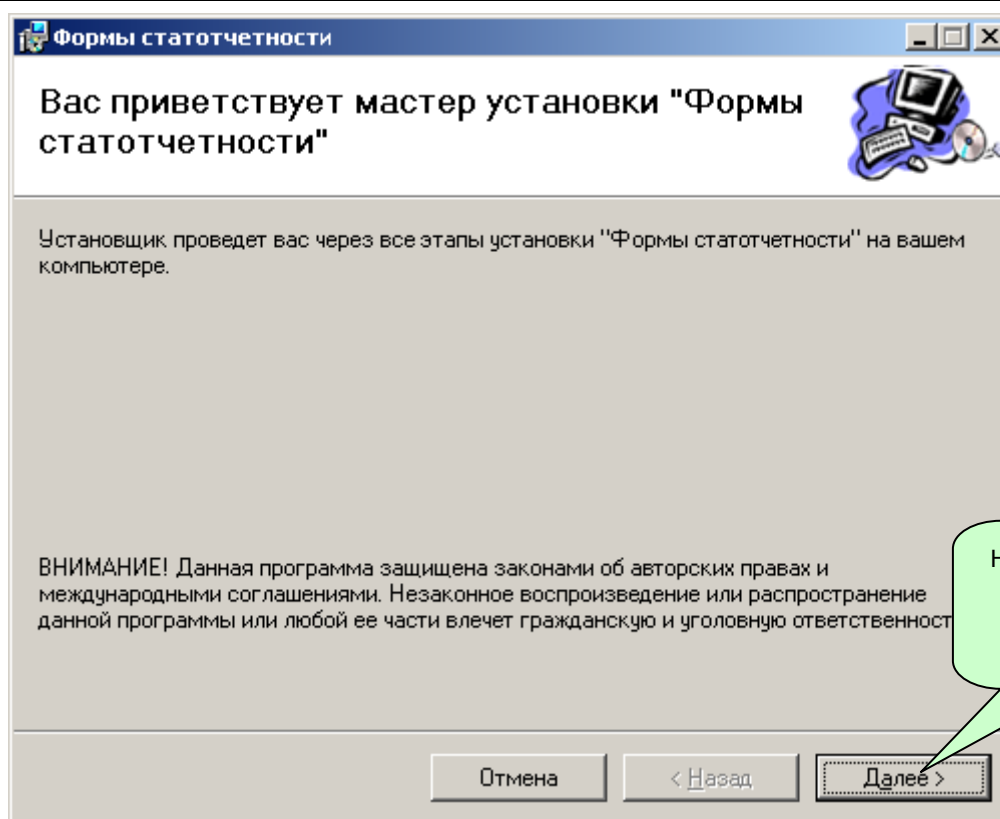 Формы статотчетности
Вас приветствует мастер установки "Формы
статотчетности"
Установщик проведет вас через все этапы установки "Формы статотчетности" на вашем
компьютере.
ВНИМАНИЕ! Данная программа защищена законами об авторских правах и
международными соглашениями. Незаконное воспроизведение или распространение
данной программы или любой ее части влечет гражданскую и уголовную
Отмена
< Назад
Далее >